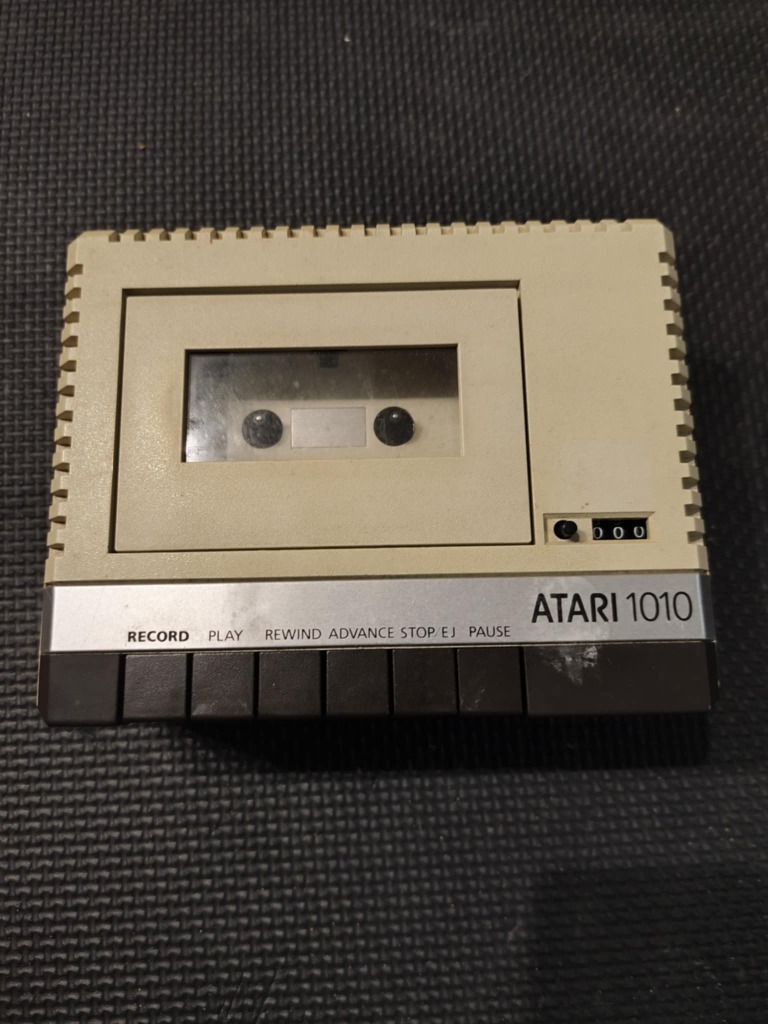 000
ATARI 1010
RECORD PLAY REWIND ADVANCE STOP/EJ PAUSE